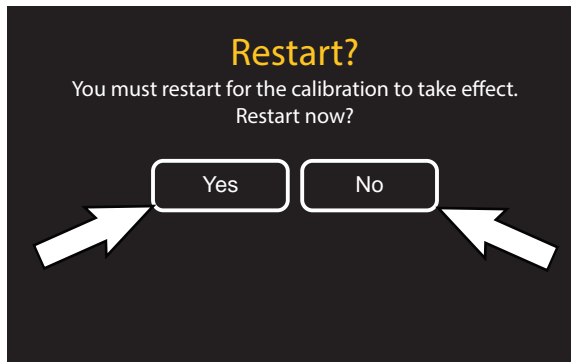 Restart?
You must restart for the calibration to take effect.
Restart now?
Yes No